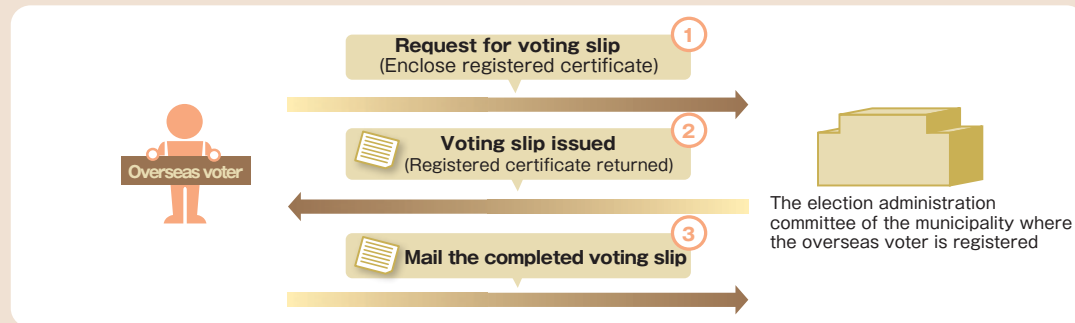 1
Request for voting slip
(Enclose registered certificate)
2
Voting slip issued
(Registered certificate returned)
Overseas voter
The election administration
committee of the municipality where
the overseas voter is registered
3
Mail the completed voting slip